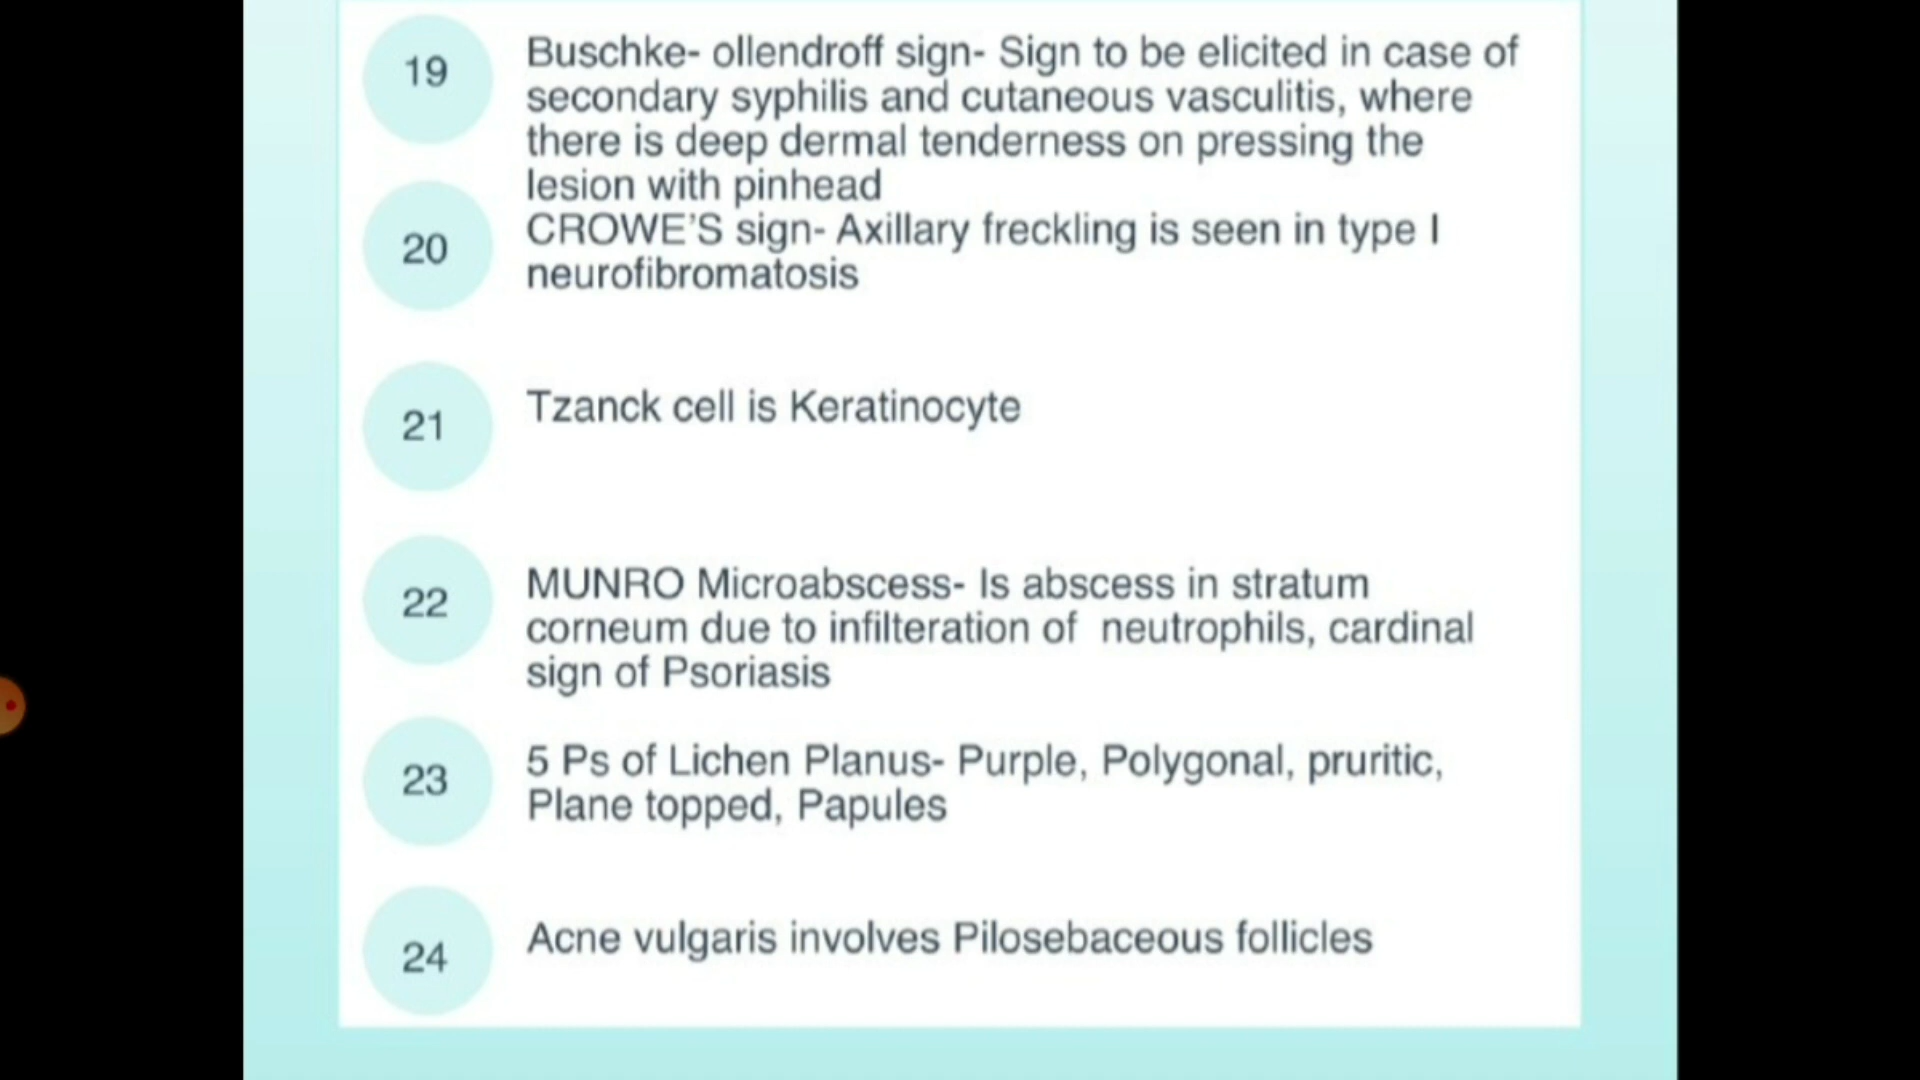 19
Buschke- ollendroff sign- Sign to be elicited in case of
secondary syphilis and cutaneous vasculitis, where
there is deep dermal tenderness on pressing the
lesion with pinhead
20
CROWE'S sign- Axillary freckling is seen in type I
neurofibromatosis
21
Tzanck cell is Keratinocyte
22
MUNRO Microabscess- Is abscess in stratum
corneum due to infilteration of  neutrophils, cardinal
sign of Psoriasis
23
5 Ps of Lichen Planus- Purple, Polygonal, pruritic,
Plane topped, Papules
24
Acne vulgaris involves Pilosebaceous follicles